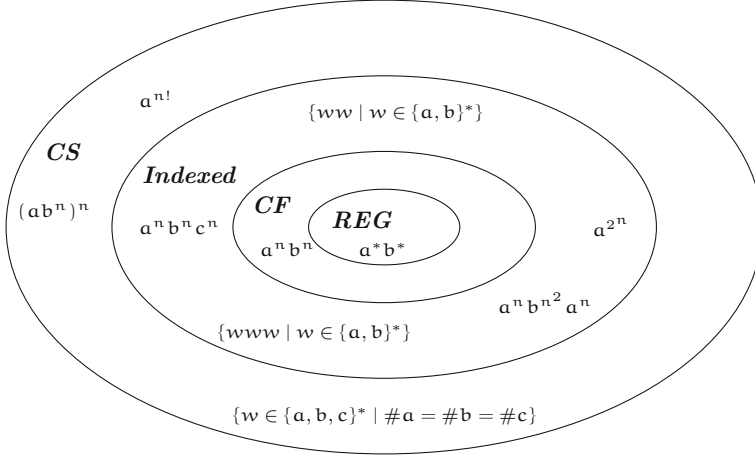 a^{n!}
{ww | w ∈ {a, b}^*}
CS
Indexed
(ab^n)^n
a^n b^n c^n
CF
REG
a^{2^n}
a^n b^n
a^* b^*
a^n b^{n^2} a^n
{www | w ∈ {a, b}^*}
{w ∈ {a, b, c}^* | #a = #b = #c}